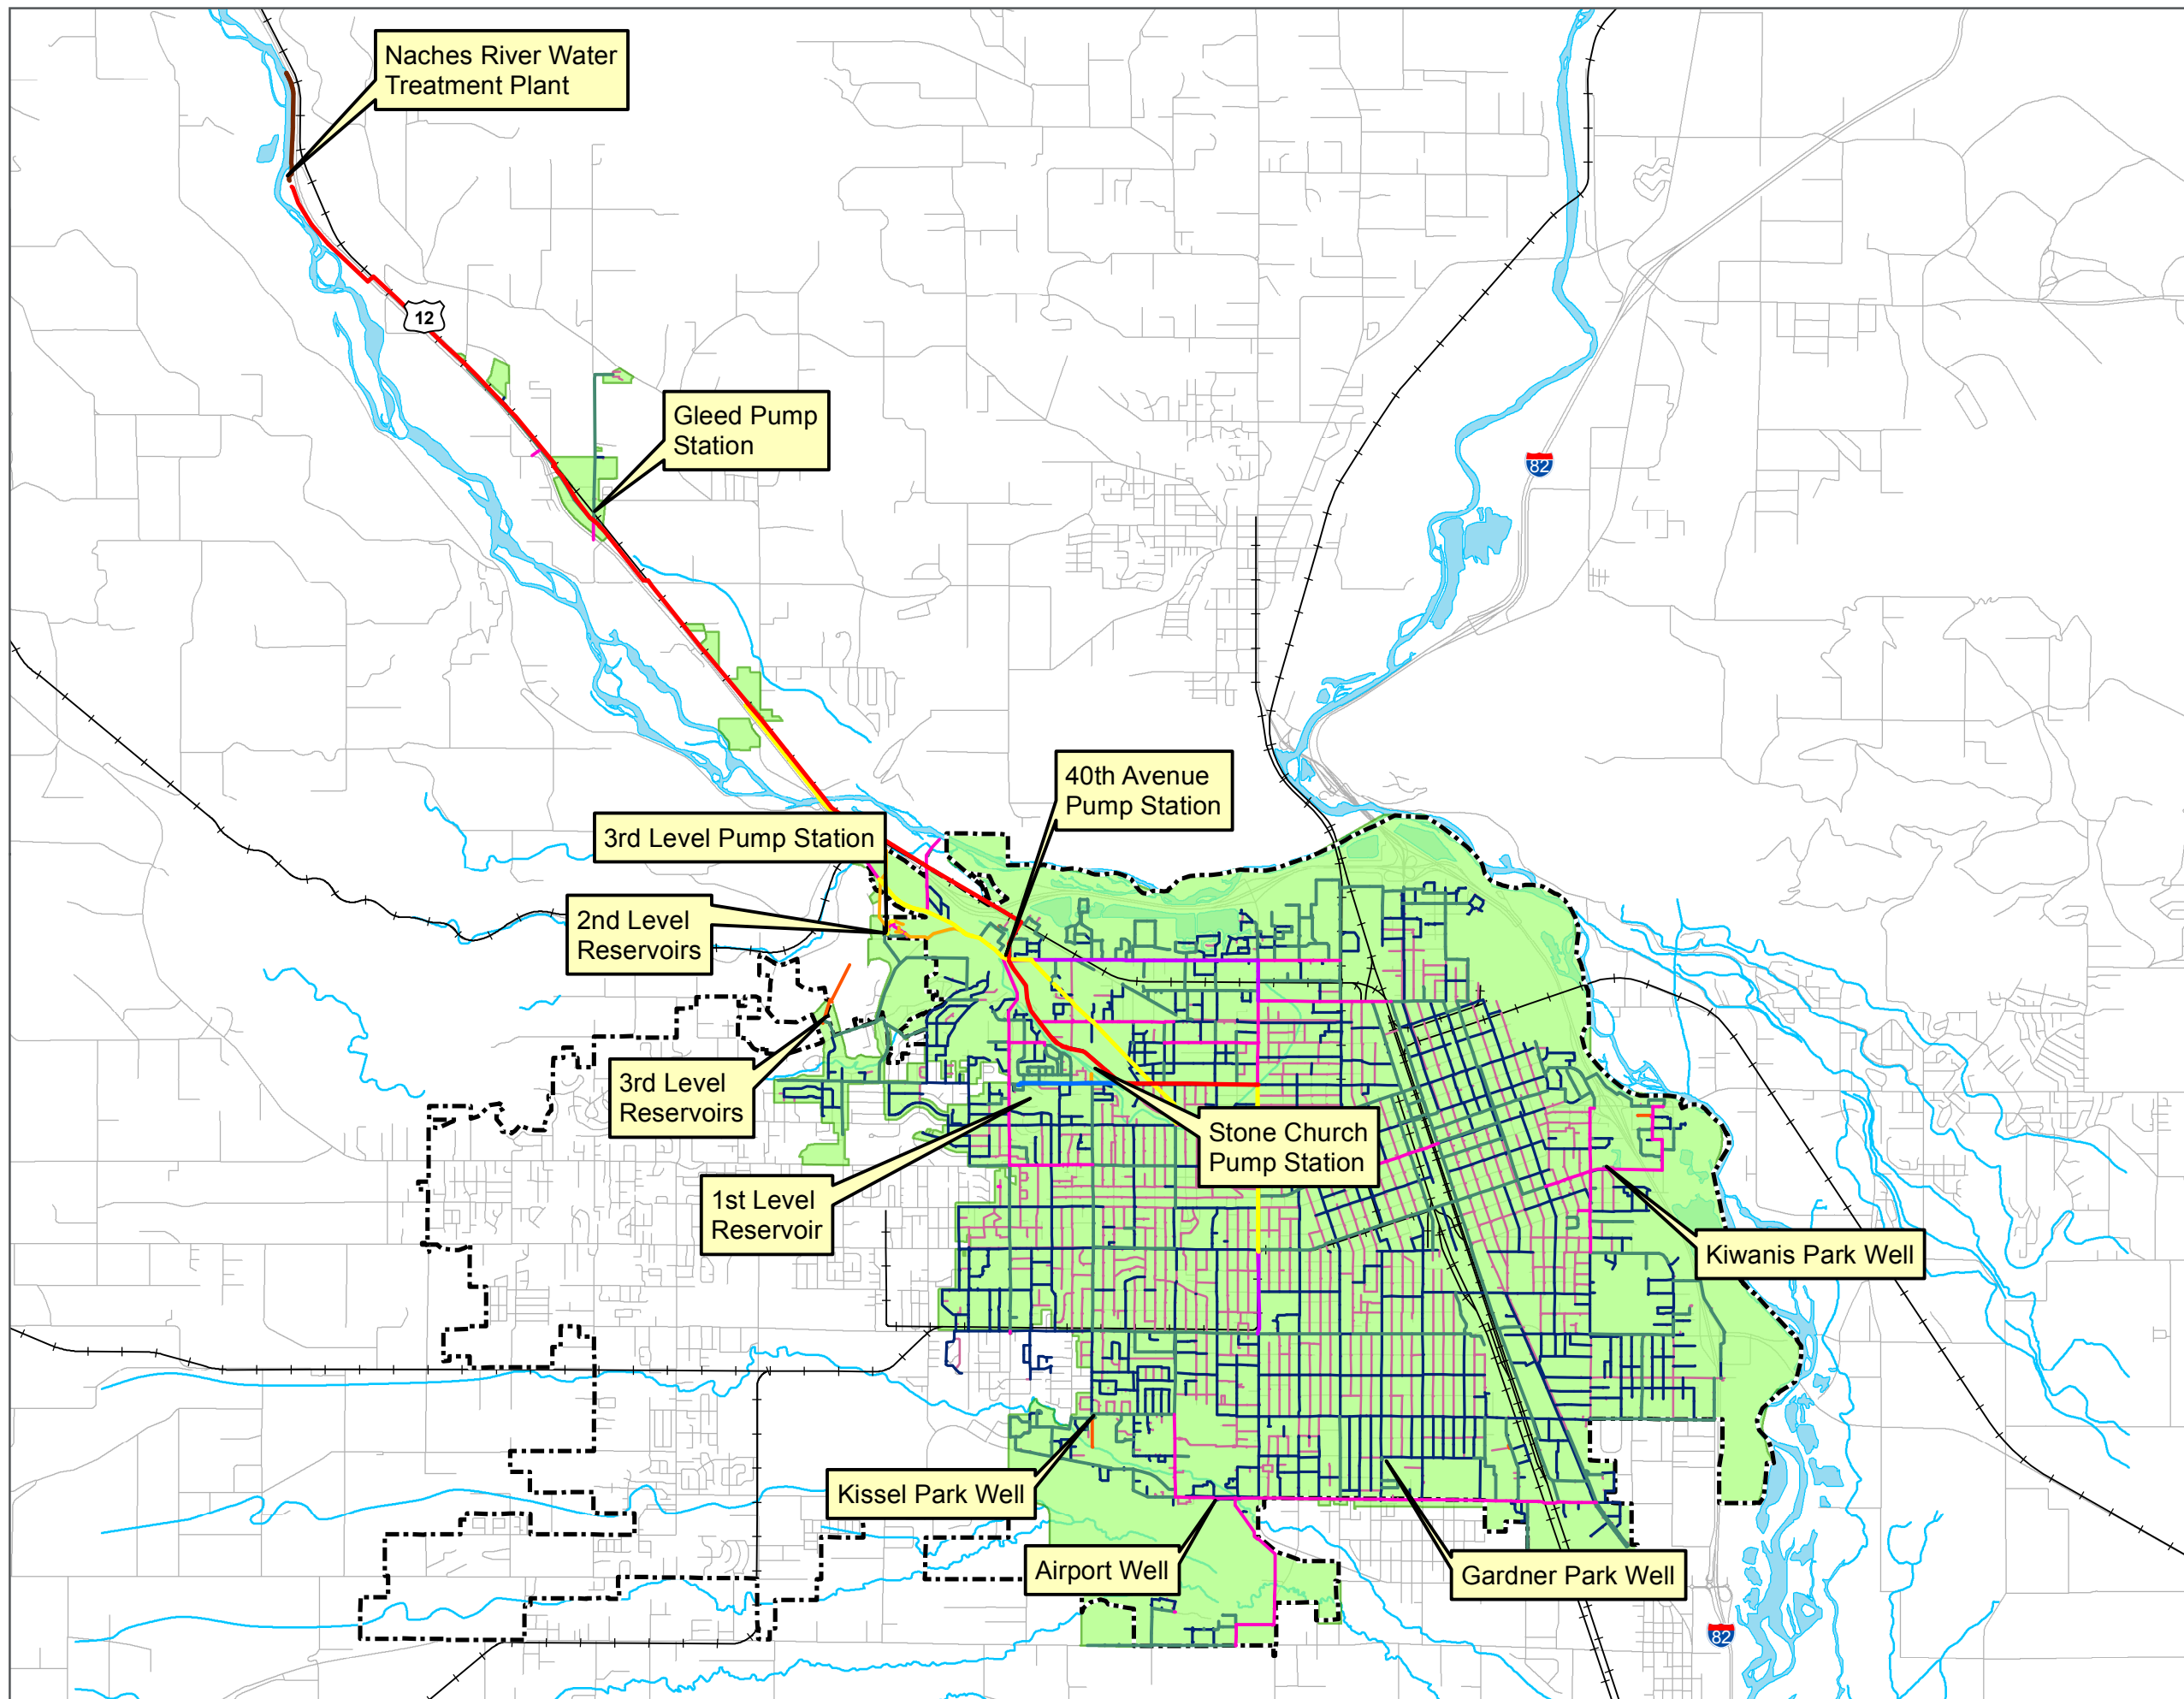 Naches River Water
Treatment Plant
12
Gleed Pump
Station
82
40th Avenue
Pump Station
3rd Level Pump Station
2nd Level
Reservoirs
3rd Level
Reservoirs
Stone Church
Pump Station
1st Level
Reservoir
Kiwanis Park Well
Kissel Park Well
Airport Well
Gardner Park Well
82